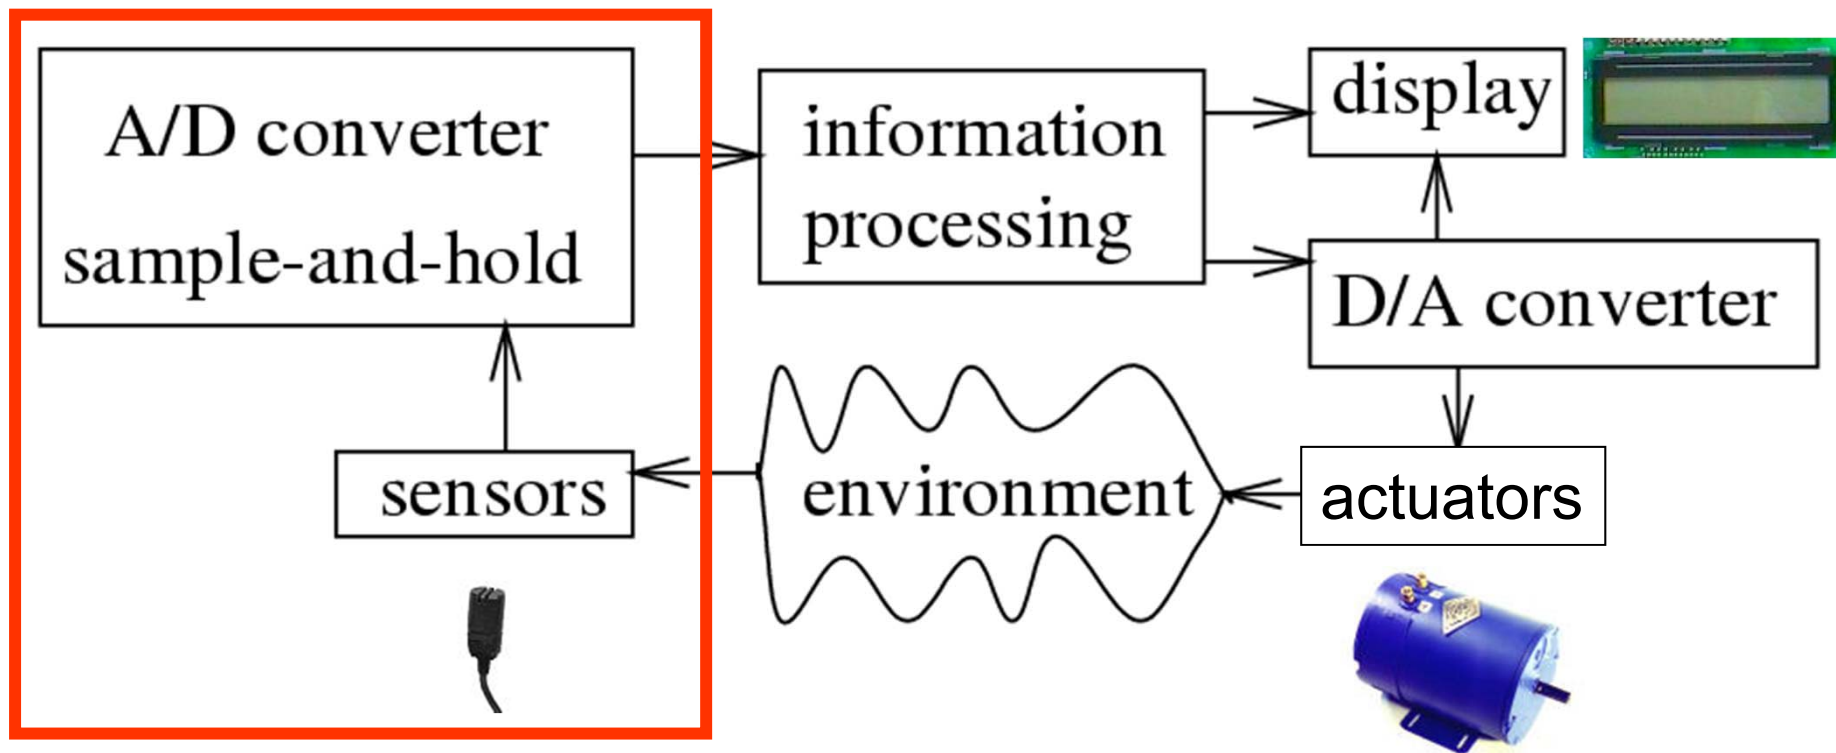 A/D converter
sample-and-hold
information
processing
display
D/A converter
sensors
environment
actuators